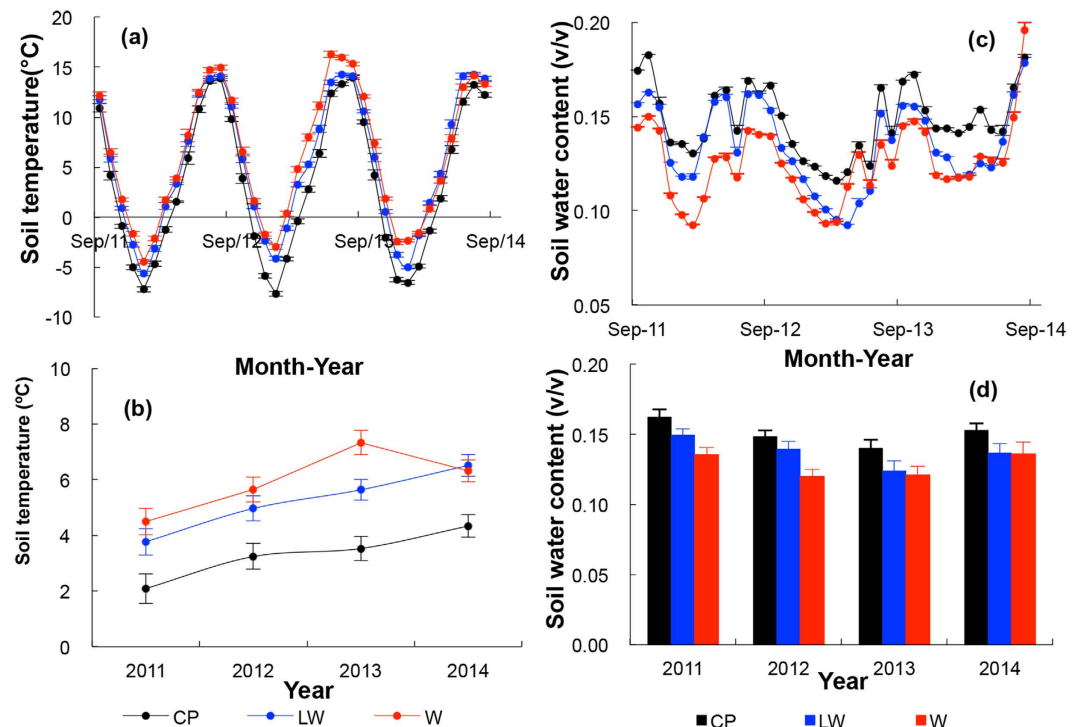 (a)
Soil temperature(°C)
20
15
10
5
0
-5
-10
Sep/11
Sep/12
Sep/13
Sep/14
Month-Year
(c)
Soil water content (v/v)
0.20
0.15
0.10
0.05
Sep-11
Sep-12
Sep-13
Sep-14
Month-Year
(b)
Soil temperature (ºC)
10
8
6
4
2
0
2011
2012
2013
2014
Year
CP
LW
W
(d)
Soil water content (v/v)
0.20
0.15
0.10
0.05
0.00
2011
2012
2013
2014
Year
CP
LW
W